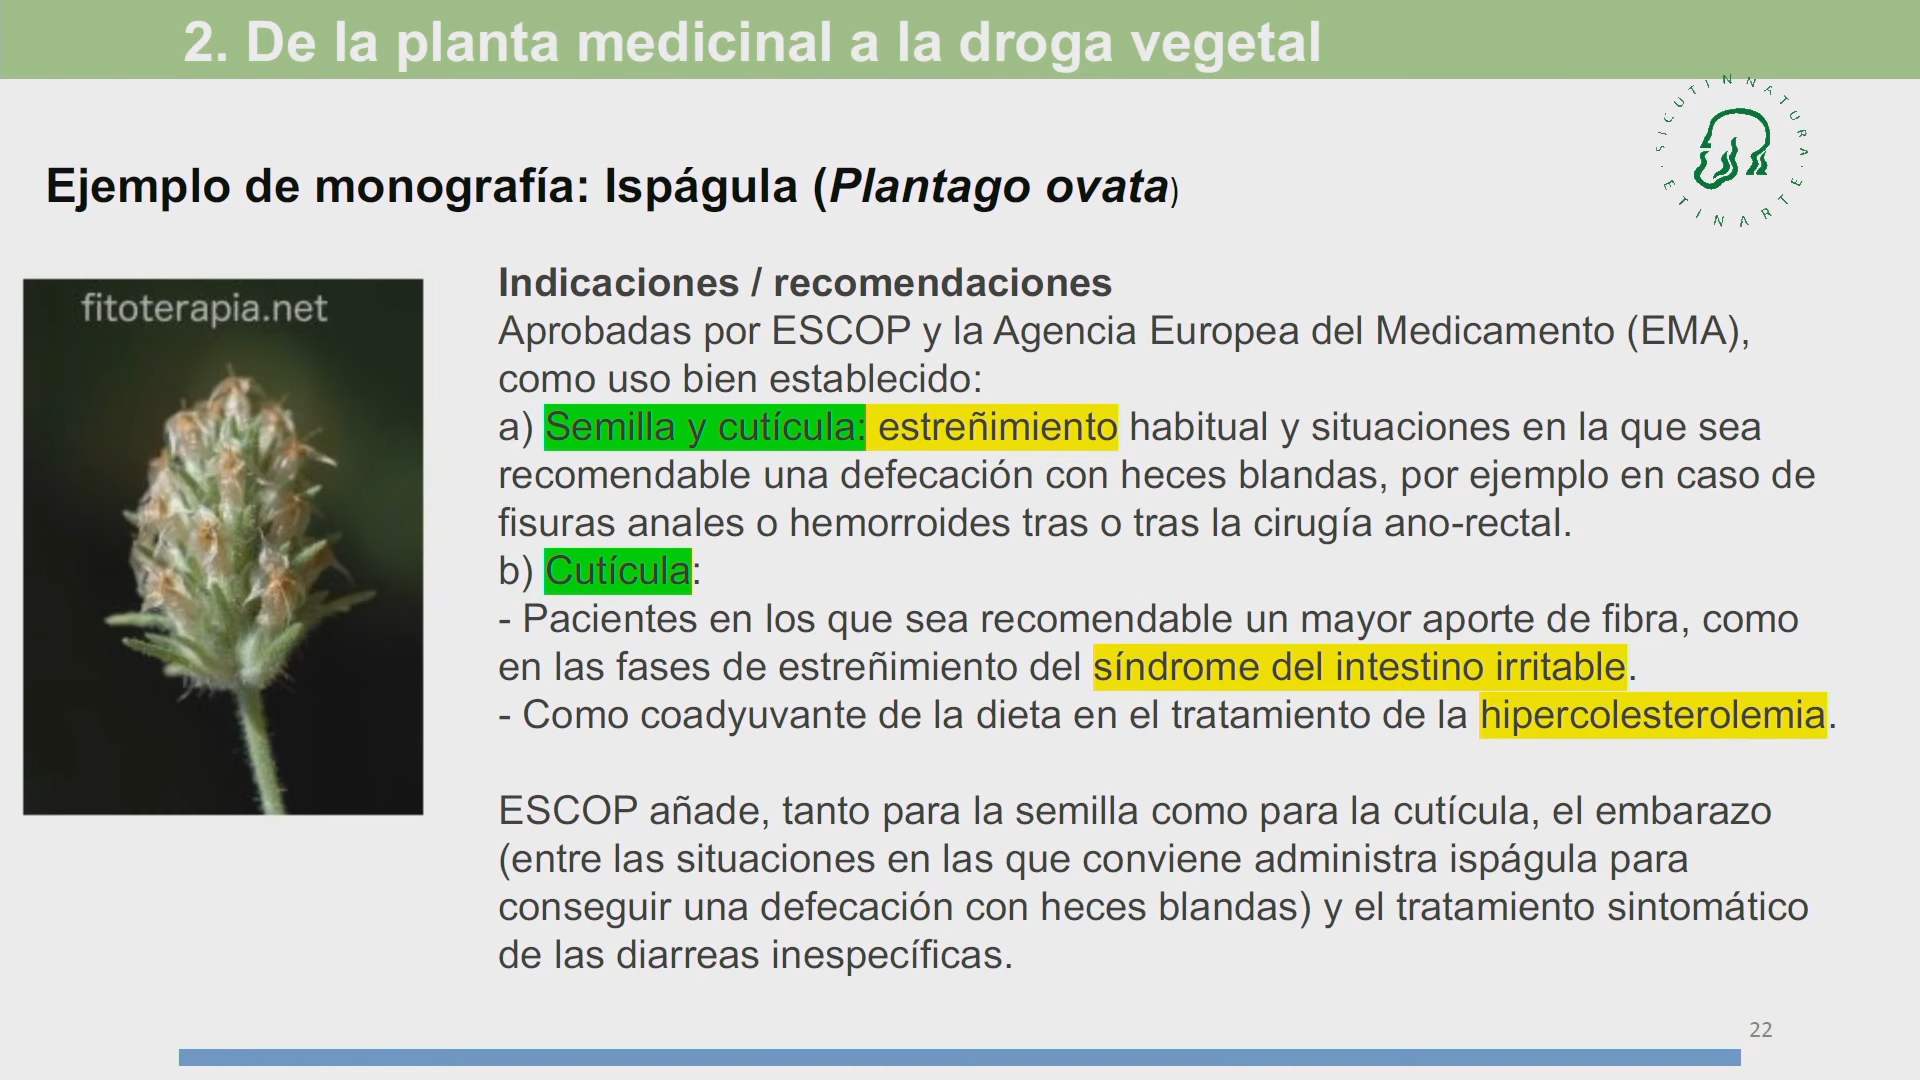 2. De la planta medicinal a la droga vegetal
SICUTINNATURA·ETINARTE·
Ejemplo de monografía: Ispágula (Plantago ovata)
fitoterapia.net
Indicaciones / recomendaciones
Aprobadas por ESCOP y la Agencia Europea del Medicamento (EMA),
como uso bien establecido:
a) Semilla y cutícula: estreñimiento habitual y situaciones en la que sea
recomendable una defecación con heces blandas, por ejemplo en caso de
fisuras anales o hemorroides tras o tras la cirugía ano-rectal.
b) Cutícula:
- Pacientes en los que sea recomendable un mayor aporte de fibra, como
en las fases de estreñimiento del síndrome del intestino irritable.
- Como coadyuvante de la dieta en el tratamiento de la hipercolesterolemia.
ESCOP añade, tanto para la semilla como para la cutícula, el embarazo
(entre las situaciones en las que conviene administra ispágula para
conseguir una defecación con heces blandas) y el tratamiento sintomático
de las diarreas inespecíficas.
22